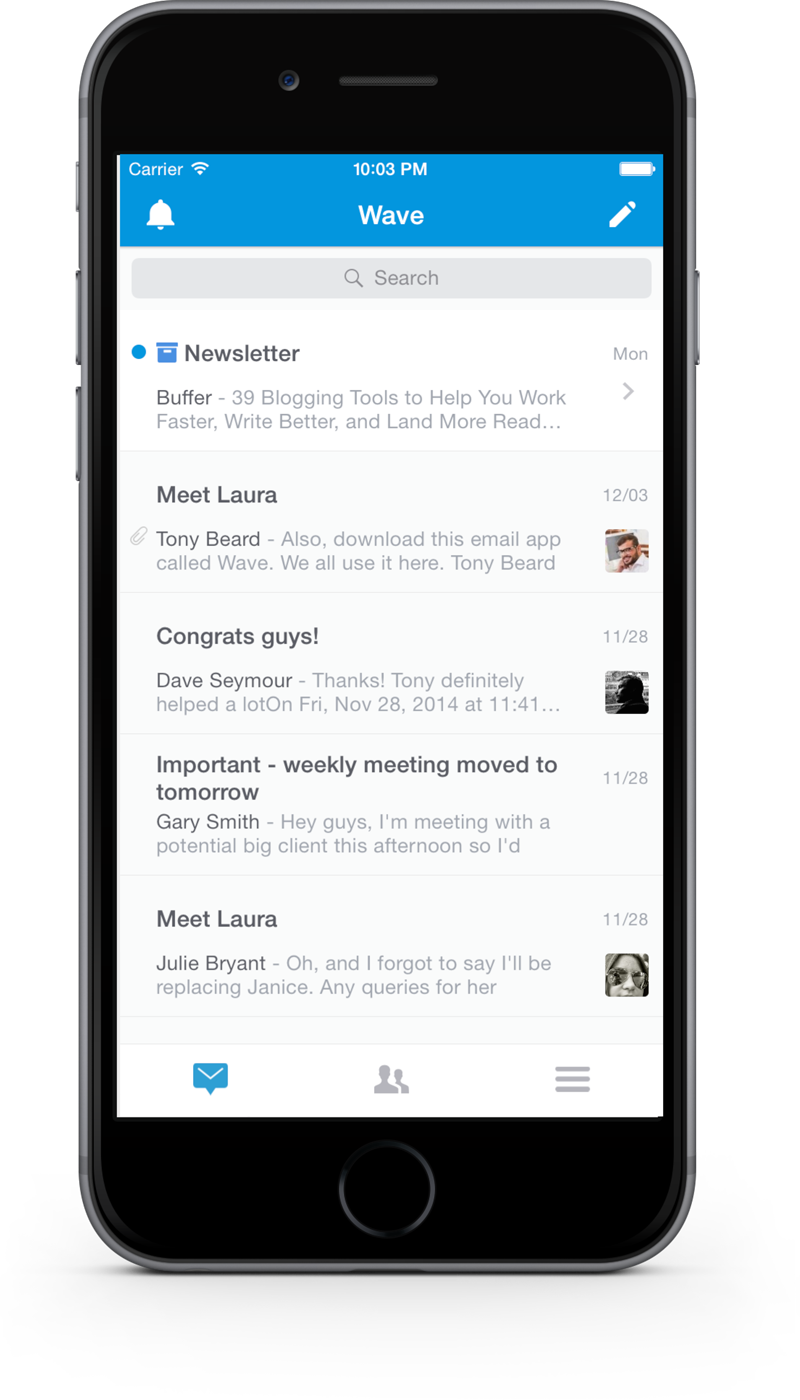 Carrier 10:03 PM
Wave
Search
Newsletter Mon
Buffer - 39 Blogging Tools to Help You Work
Faster, Write Better, and Land More Read…
Meet Laura 12/03
Tony Beard - Also, download this email app
called Wave. We all use it here. Tony Beard
Congrats guys! 11/28
Dave Seymour - Thanks! Tony definitely
helped a lotOn Fri, Nov 28, 2014 at 11:41…
Important - weekly meeting moved to
tomorrow 11/28
Gary Smith - Hey guys, I'm meeting with a
potential big client this afternoon so I'd
Meet Laura 11/28
Julie Bryant - Oh, and I forgot to say I'll be
replacing Janice. Any queries for her